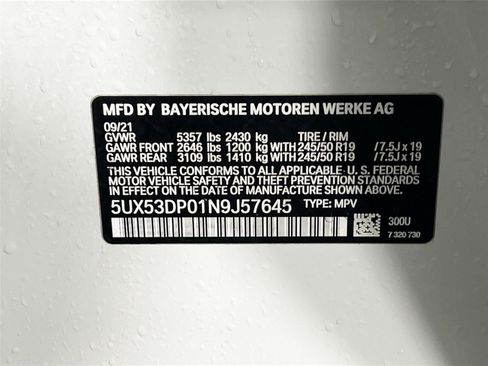 MFD BY BAYERISCHE MOTOREN WERKE AG
09/21
GVWR 5357 lbs 2430 kg TIRE / RIM
GAWR FRONT 2646 lbs 1200 kg WITH 245/50 R19 /7.5J x 19
GAWR REAR 3109 lbs 1410 kg WITH 245/50 R19 /7.5J x 19
THIS VEHICLE CONFORMS TO ALL APPLICABLE U. S. FEDERAL
MOTOR VEHICLE SAFETY AND THEFT PREVENTION STANDARDS
IN EFFECT ON THE DATE OF MANUFACTURE SHOWN ABOVE.
5UX53DP01N9J57645 TYPE: MPV
300U
7 320 730